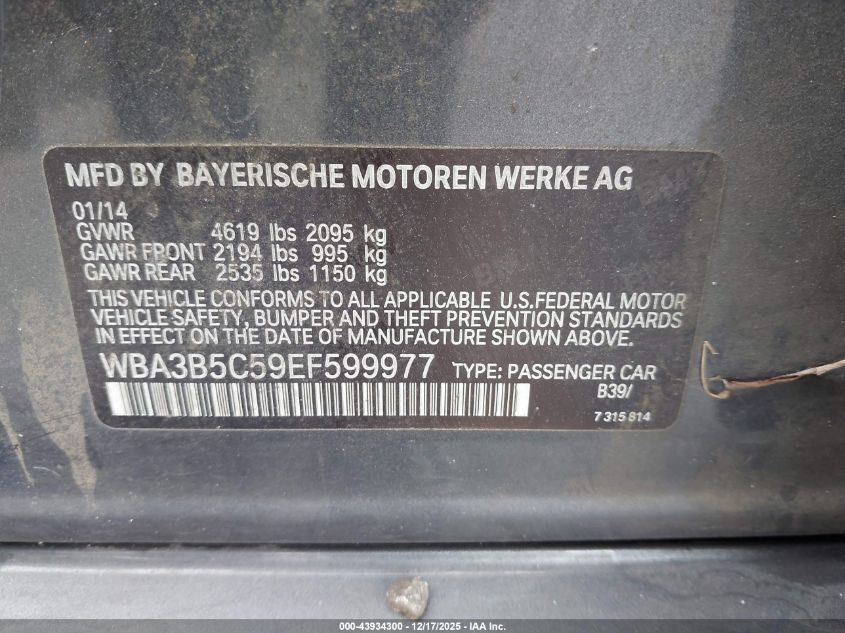 MFD BY BAYERISCHE MOTOREN WERKE AG
01/14
GVWR 4619 lbs 2095 kg
GAWR FRONT 2194 lbs 995 kg
GAWR REAR 2535 lbs 1150 kg
THIS VEHICLE CONFORMS TO ALL APPLICABLE U.S.FEDERAL MOTOR
VEHICLE SAFETY, BUMPER AND THEFT PREVENTION STANDARDS
IN EFFECT ON THE DATE OF MANUFACTURE SHOWN ABOVE.
WBA3B5C59EF599977 TYPE: PASSENGER CAR
B39/
7 315 814
000-43934300 - 12/17/2025 - IAA Inc.